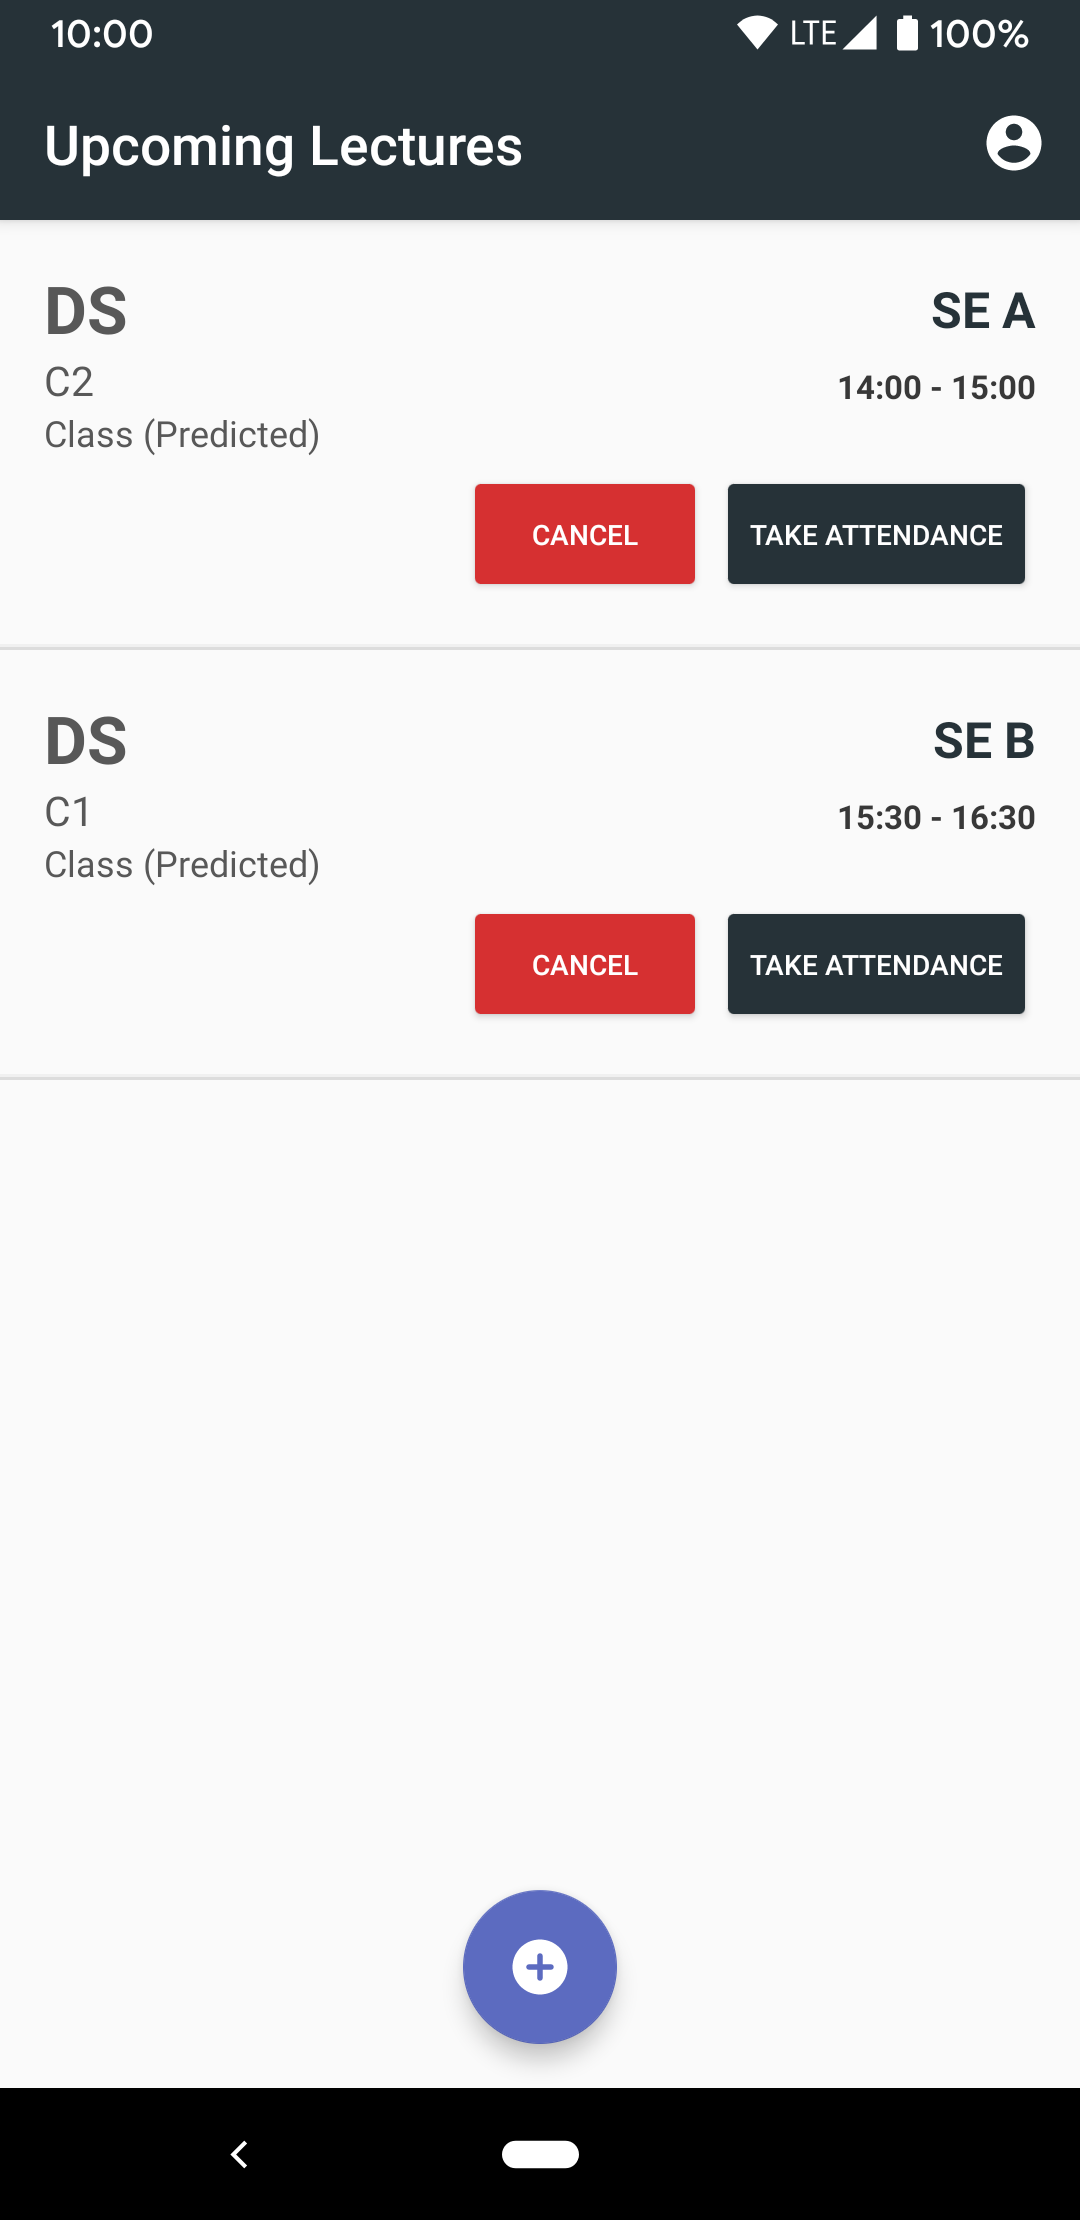 10:00 LTE 100%
Upcoming Lectures
DS SE A
C2 14:00 - 15:00
Class (Predicted)
CANCEL TAKE ATTENDANCE
DS SE B
C1 15:30 - 16:30
Class (Predicted)
CANCEL TAKE ATTENDANCE